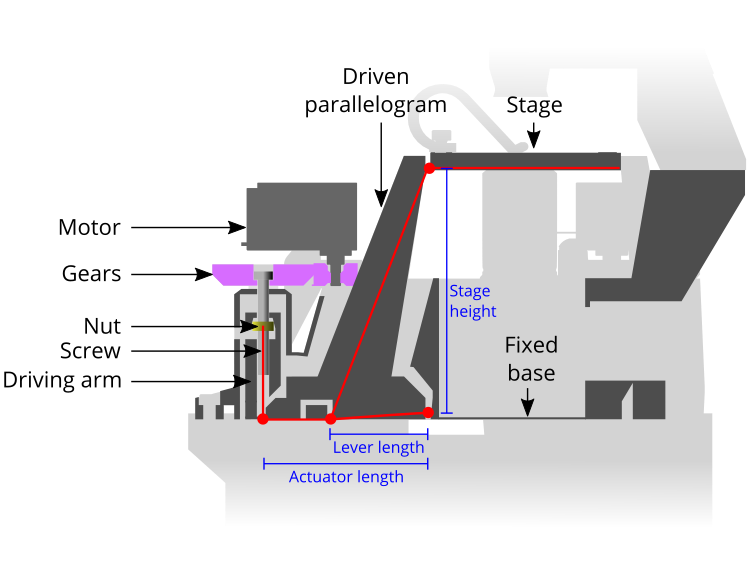 Driven
parallelogram
Stage
Motor
Gears
Stage
height
Nut
Screw
Fixed
base
Driving arm
Lever length
Actuator length